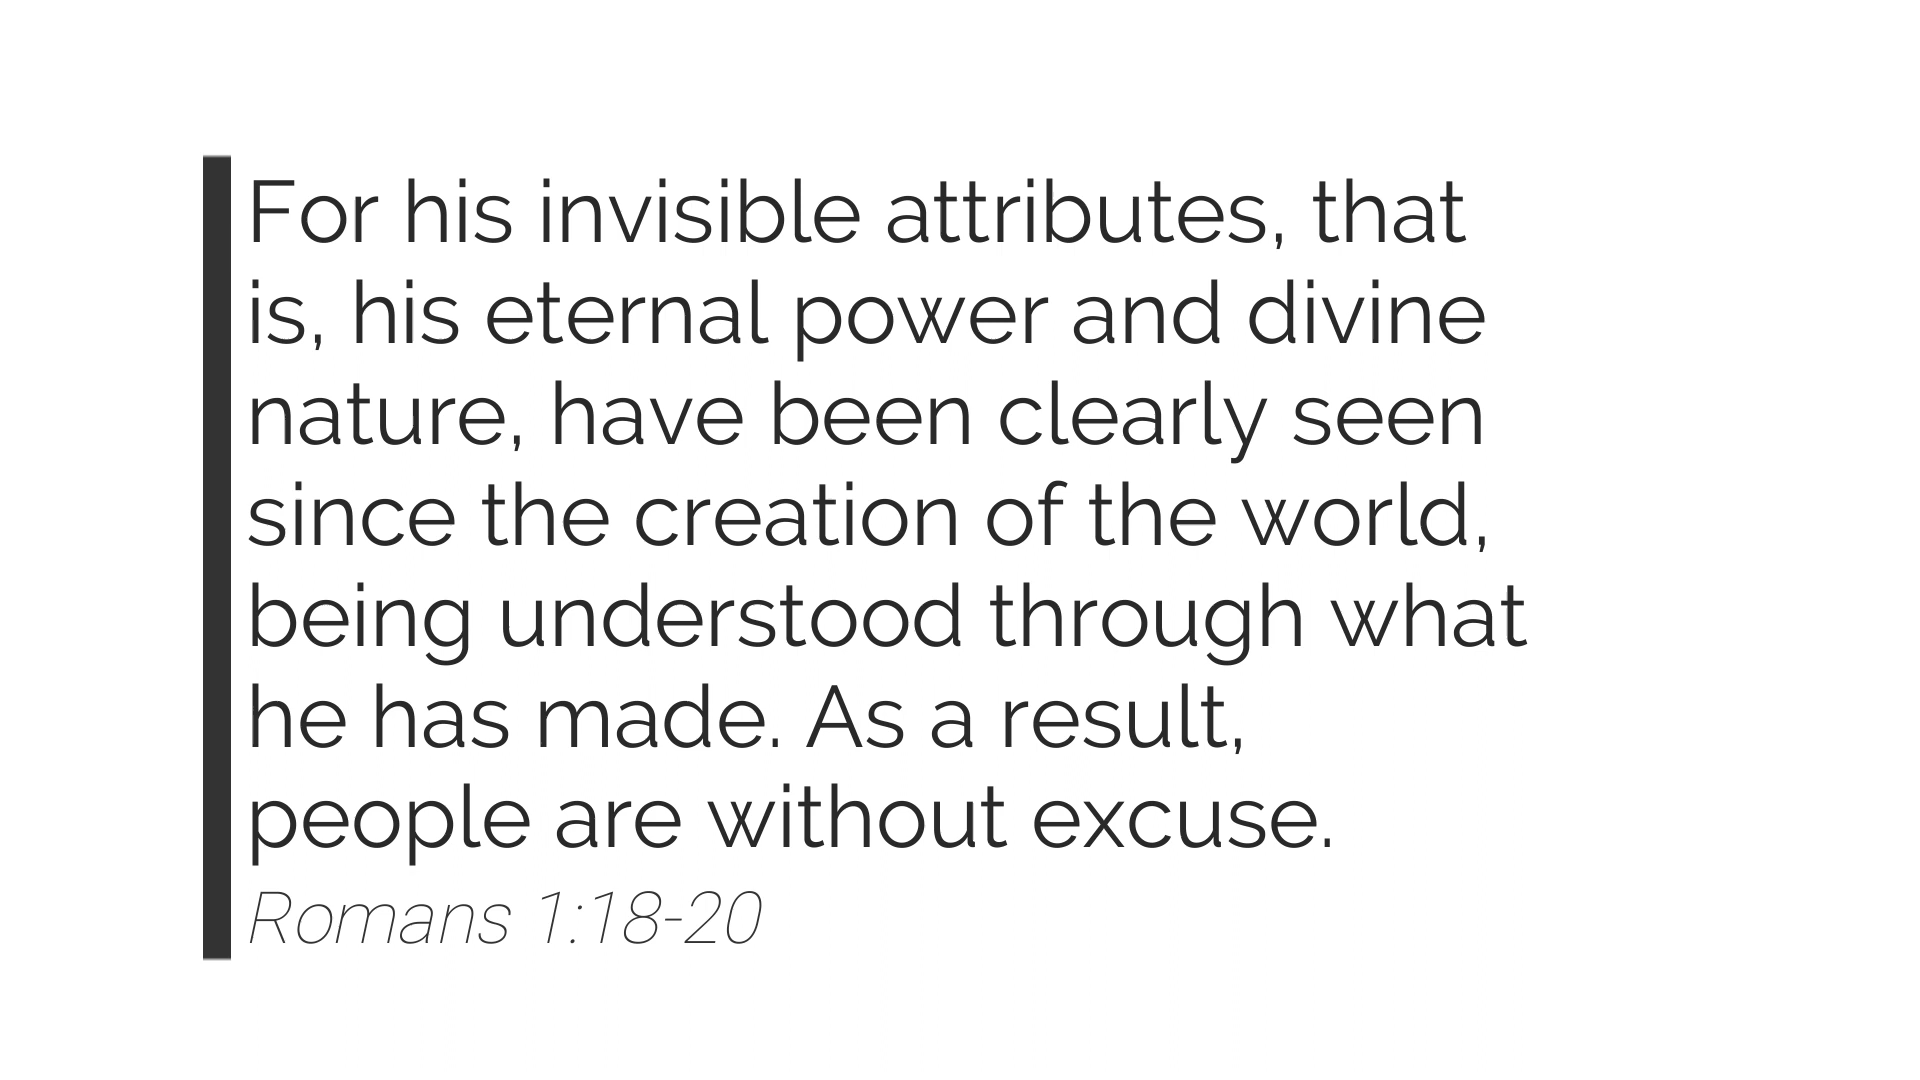 For his invisible attributes, that
is, his eternal power and divine
nature, have been clearly seen
since the creation of the world,
being understood through what
he has made. As a result,
people are without excuse.
Romans 1:18-20